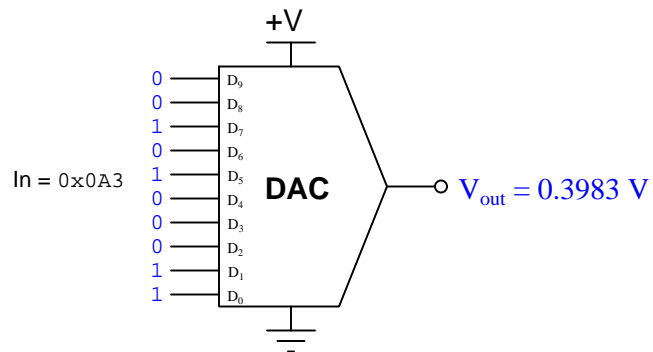 +V
0 D₉
0 D₈
1 D₇
0 D₆
In = 0x0A3
1 D₅
DAC
V_out = 0.3983 V
0 D₄
0 D₃
0 D₂
1 D₁
1 D₀